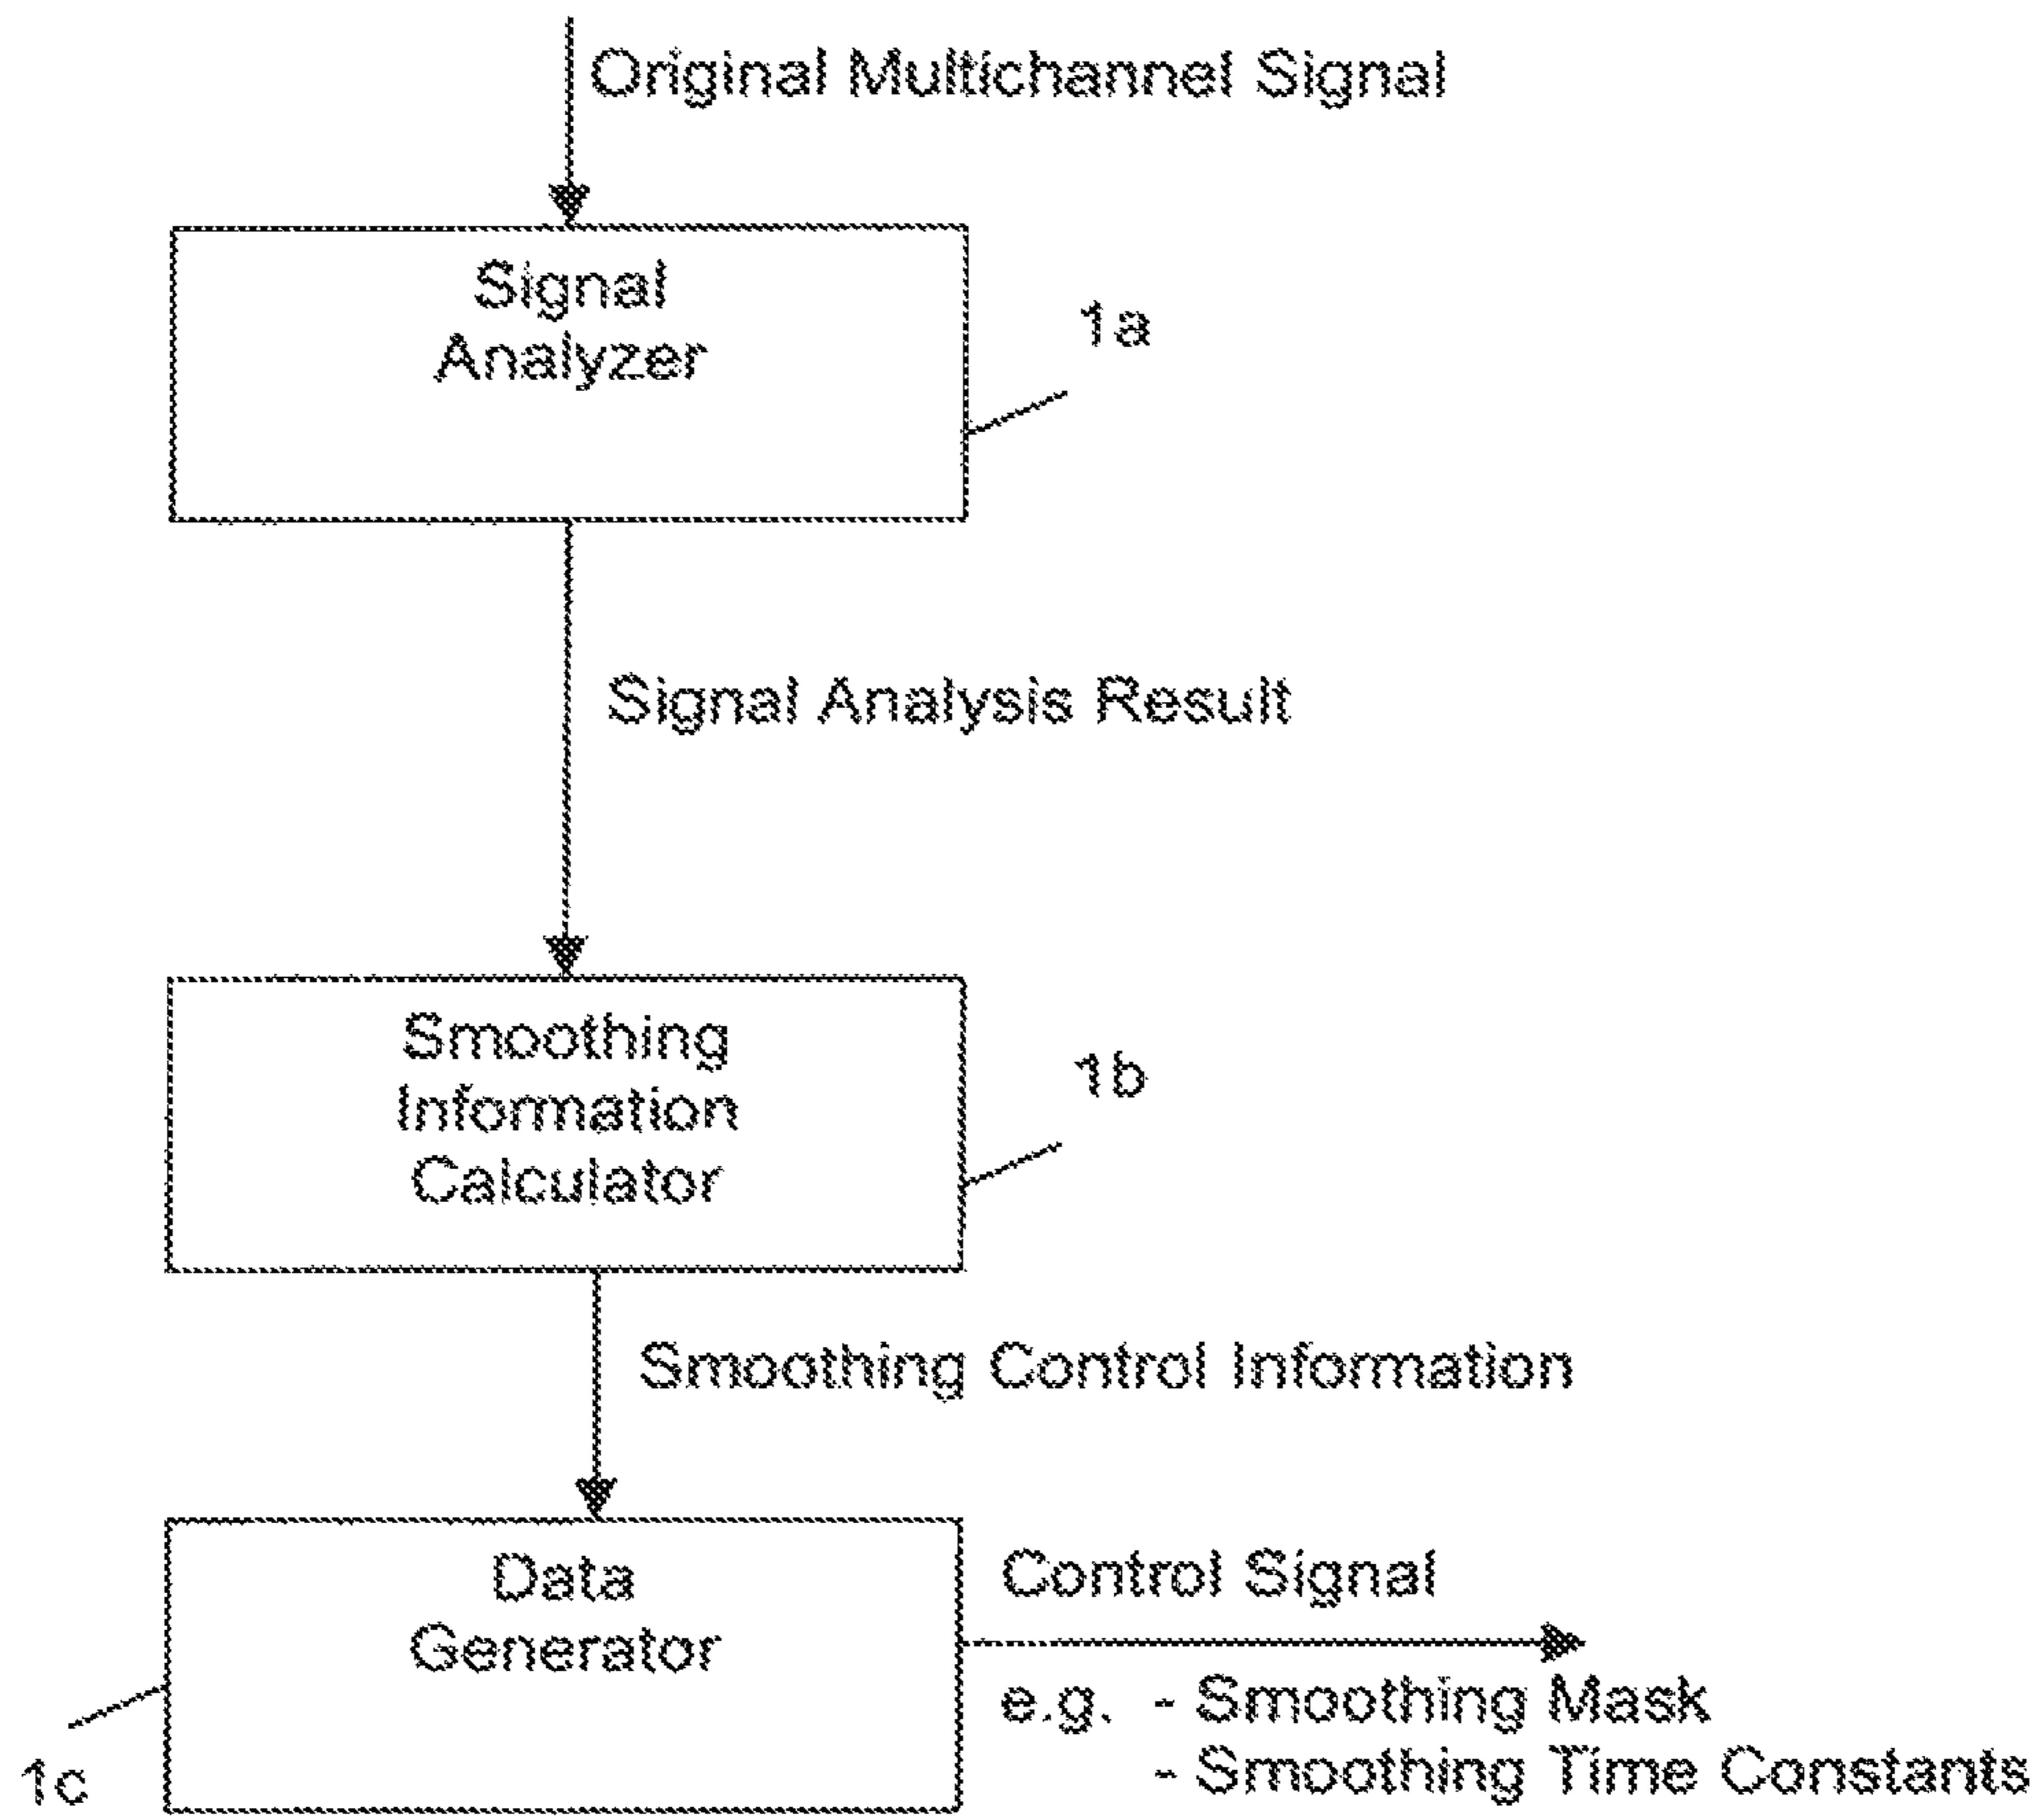 Original Multichannel Signal
Signal
Analyzer
1a
Signal Analysis Result
Smoothing
Information
Calculator
1b
Smoothing Control Information
Data
Generator
1c
Control Signal
e.g. - Smoothing Mask
- Smoothing Time Constants